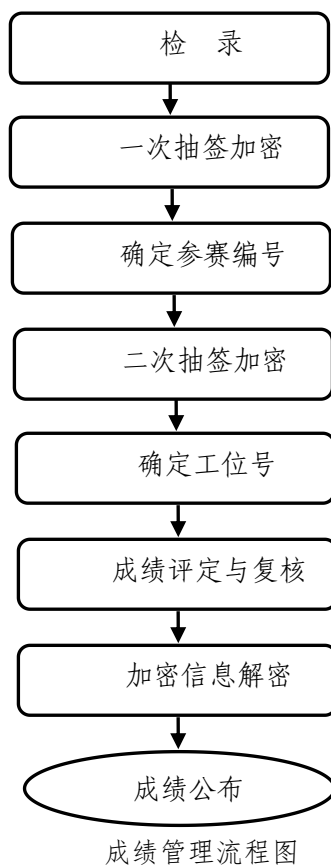 检 录
一次抽签加密
确定参赛编号
二次抽签加密
确定工位号
成绩评定与复核
加密信息解密
成绩公布
成绩管理流程图